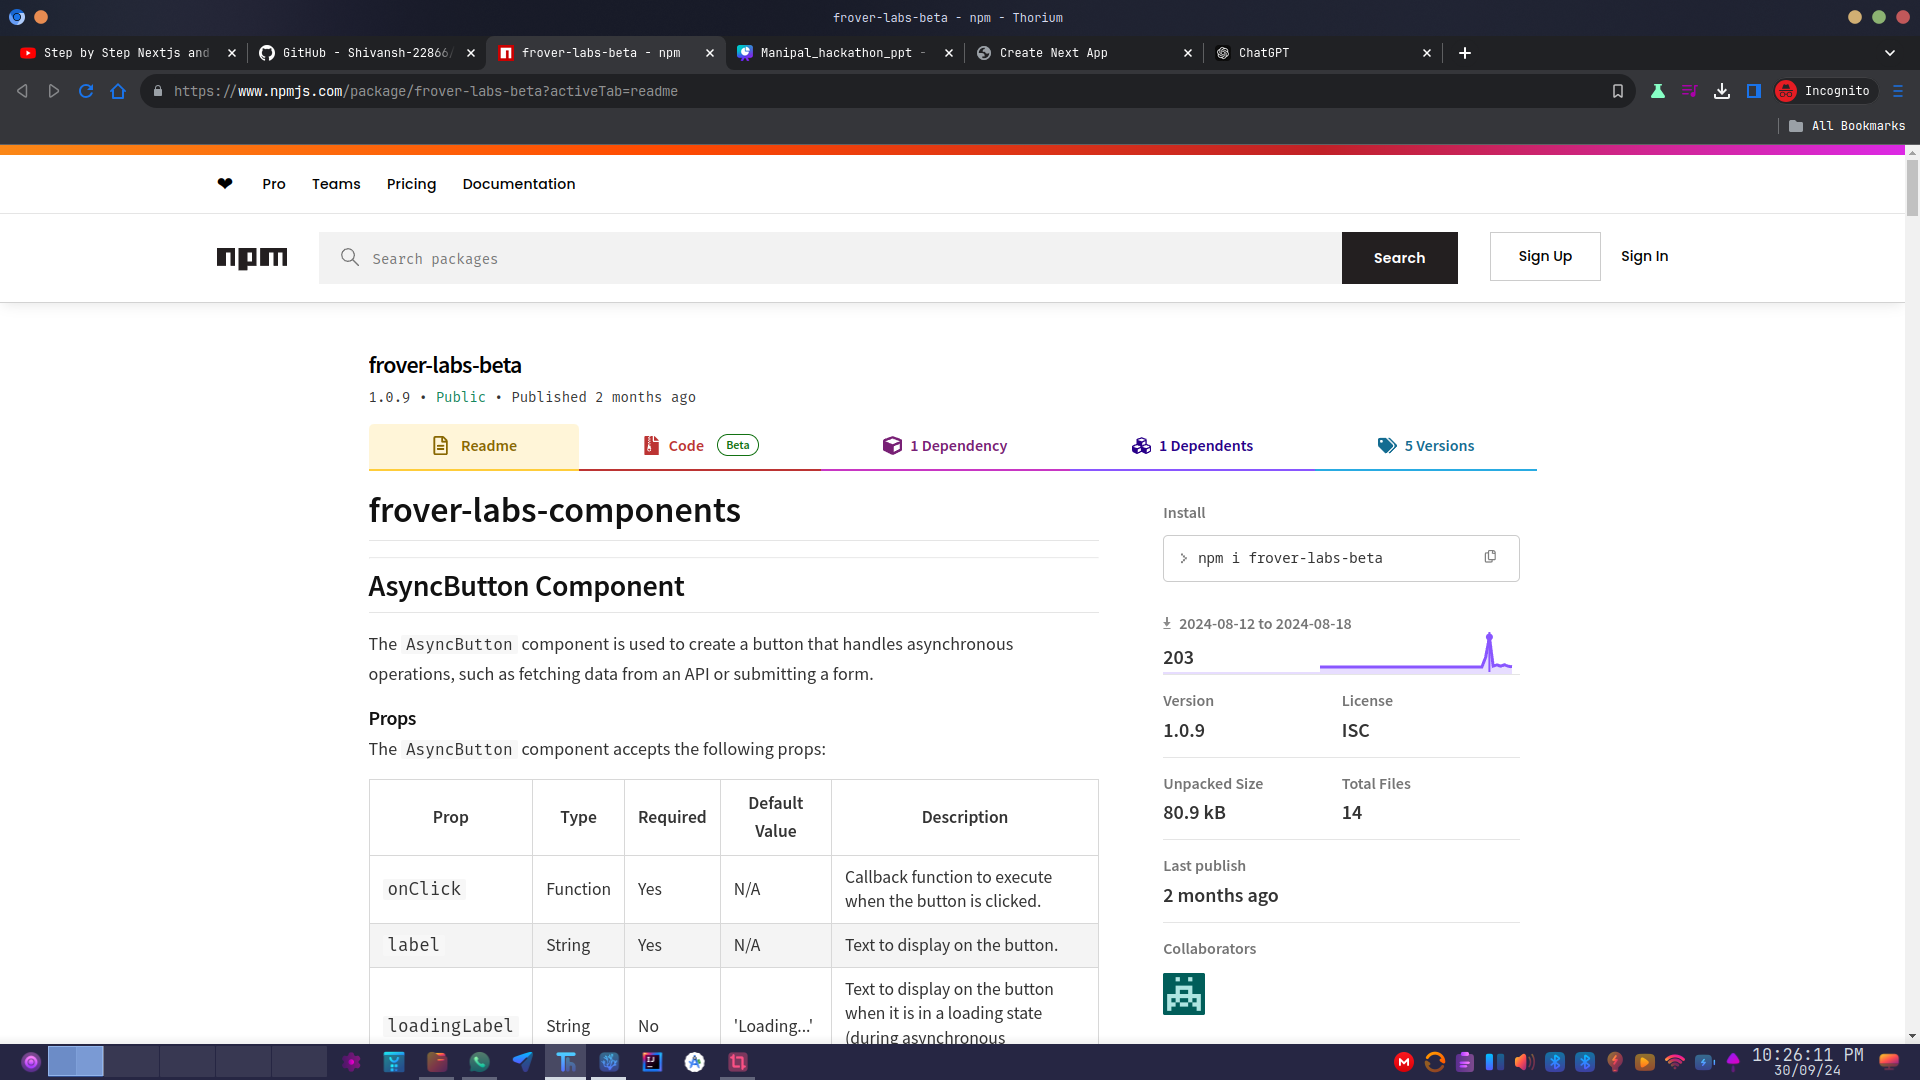 frover-labs-beta - npm - Thorium
Step by Step Nextjs and
GitHub - Shivansh-22866/
frover-labs-beta - npm
Manipal_hackathon_ppt -
Create Next App
ChatGPT
https://www.npmjs.com/package/frover-labs-beta?activeTab=readme
Incognito
All Bookmarks
Pro
Teams
Pricing
Documentation
npm
Search packages
Search
Sign Up
Sign In
frover-labs-beta
1.0.9 • Public • Published 2 months ago
Readme
Code Beta
1 Dependency
1 Dependents
5 Versions
frover-labs-components
AsyncButton Component
The AsyncButton component is used to create a button that handles asynchronous
operations, such as fetching data from an API or submitting a form.
Props
The AsyncButton component accepts the following props:
Prop Type Required Default Value Description
onClick Function Yes N/A Callback function to execute
when the button is clicked.
label String Yes N/A Text to display on the button.
loadingLabel String No 'Loading...' Text to display on the button
when it is in a loading state
(during asynchronous
Install
> npm i frover-labs-beta
2024-08-12 to 2024-08-18
203
Version
1.0.9
License
ISC
Unpacked Size
80.9 kB
Total Files
14
Last publish
2 months ago
Collaborators
10:26:11 PM
30/09/24